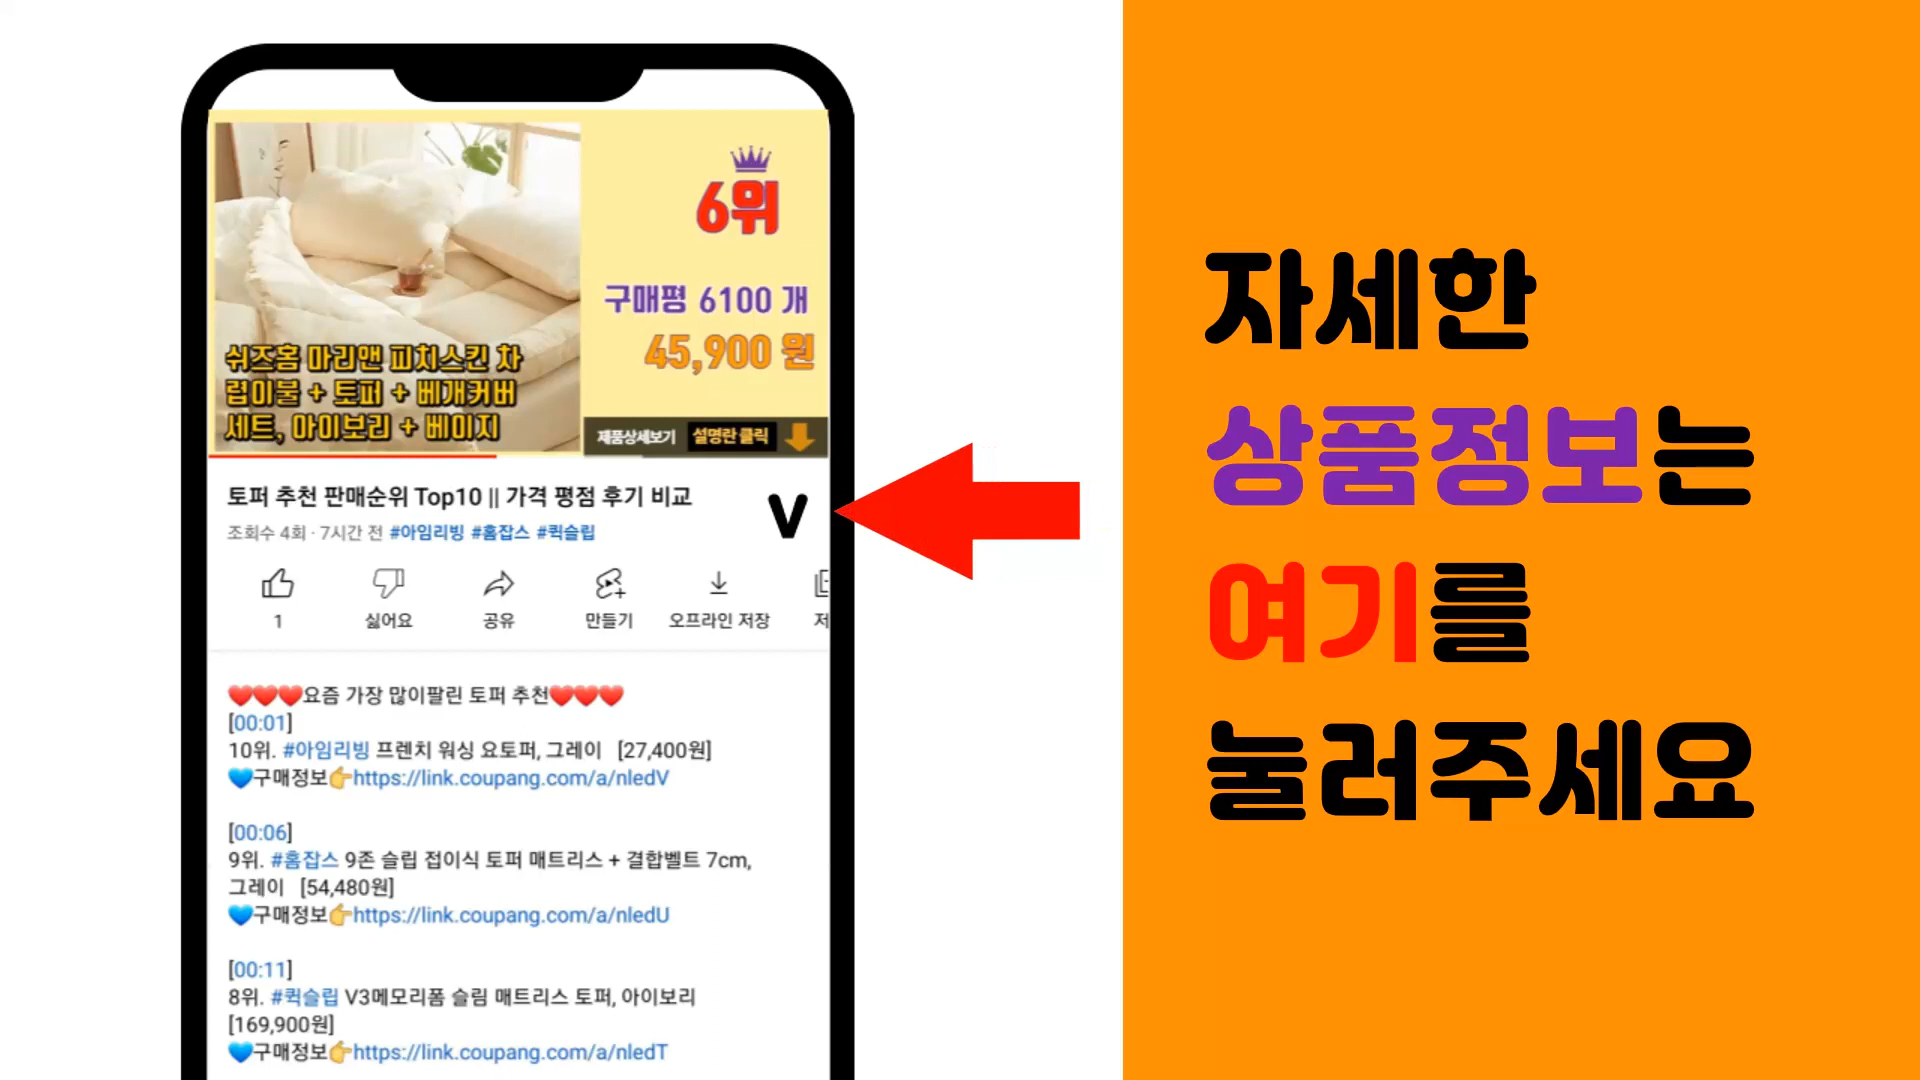 6위
구매평 6100 개
45,900 원
쉬즈홈 마리앤 피치스킨 차
렵이불 + 토퍼 + 베개커버
세트, 아이보리 + 베이지
제품상세보기 설명란 클릭
토퍼 추천 판매순위 Top10 || 가격 평점 후기 비교
V
조회수 4회 · 7시간 전 #아임리빙 #홈잡스 #퀵슬립
1 싫어요 공유 만들기 오프라인 저장 저
❤❤❤요즘 가장 많이팔린 토퍼 추천❤❤❤
[00:01]
10위. #아임리빙 프렌치 워싱 요토퍼, 그레이 [27,400원]
💙구매정보👉https://link.coupang.com/a/nledV
[00:06]
9위. #홈잡스 9존 슬립 접이식 토퍼 매트리스 + 결합벨트 7cm,
그레이 [54,480원]
💙구매정보👉https://link.coupang.com/a/nledU
[00:11]
8위. #퀵슬립 V3메모리폼 슬림 매트리스 토퍼, 아이보리
[169,900원]
💙구매정보👉https://link.coupang.com/a/nledT
자세한
상품정보는
여기를
눌러주세요